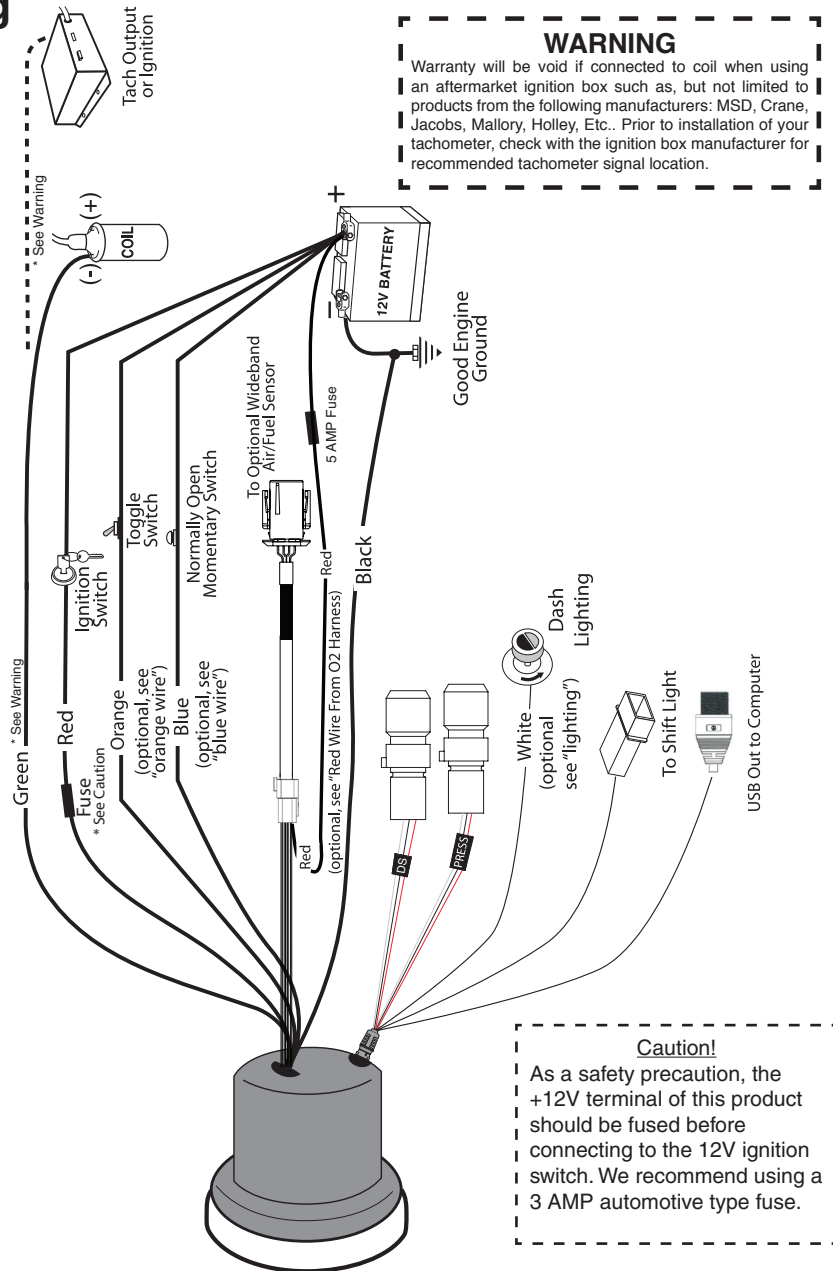 g
WARNING
Warranty will be void if connected to coil when using
an aftermarket ignition box such as, but not limited to
products from the following manufacturers: MSD, Crane,
Jacobs, Mallory, Holley, Etc.. Prior to installation of your
tachometer, check with the ignition box manufacturer for
recommended tachometer signal location.
Tach Output
or Ignition
* See Warning
(-)
(+)
COIL
+
−
12V BATTERY
Good Engine
Ground
Green
* See Warning
Red
Fuse
* See Caution
Ignition
Switch
Orange
(optional, see
"orange wire")
Toggle
Switch
Blue
(optional, see
"blue wire")
Normally Open
Momentary Switch
To Optional Wideband
Air/Fuel Sensor
5 AMP Fuse
Red
Red
(optional, see "Red Wire From O2 Harness)
Black
DS
PRESS
White
(optional
see "lighting")
Dash
Lighting
To Shift Light
USB Out to Computer
Caution!
As a safety precaution, the
+12V terminal of this product
should be fused before
connecting to the 12V ignition
switch. We recommend using a
3 AMP automotive type fuse.